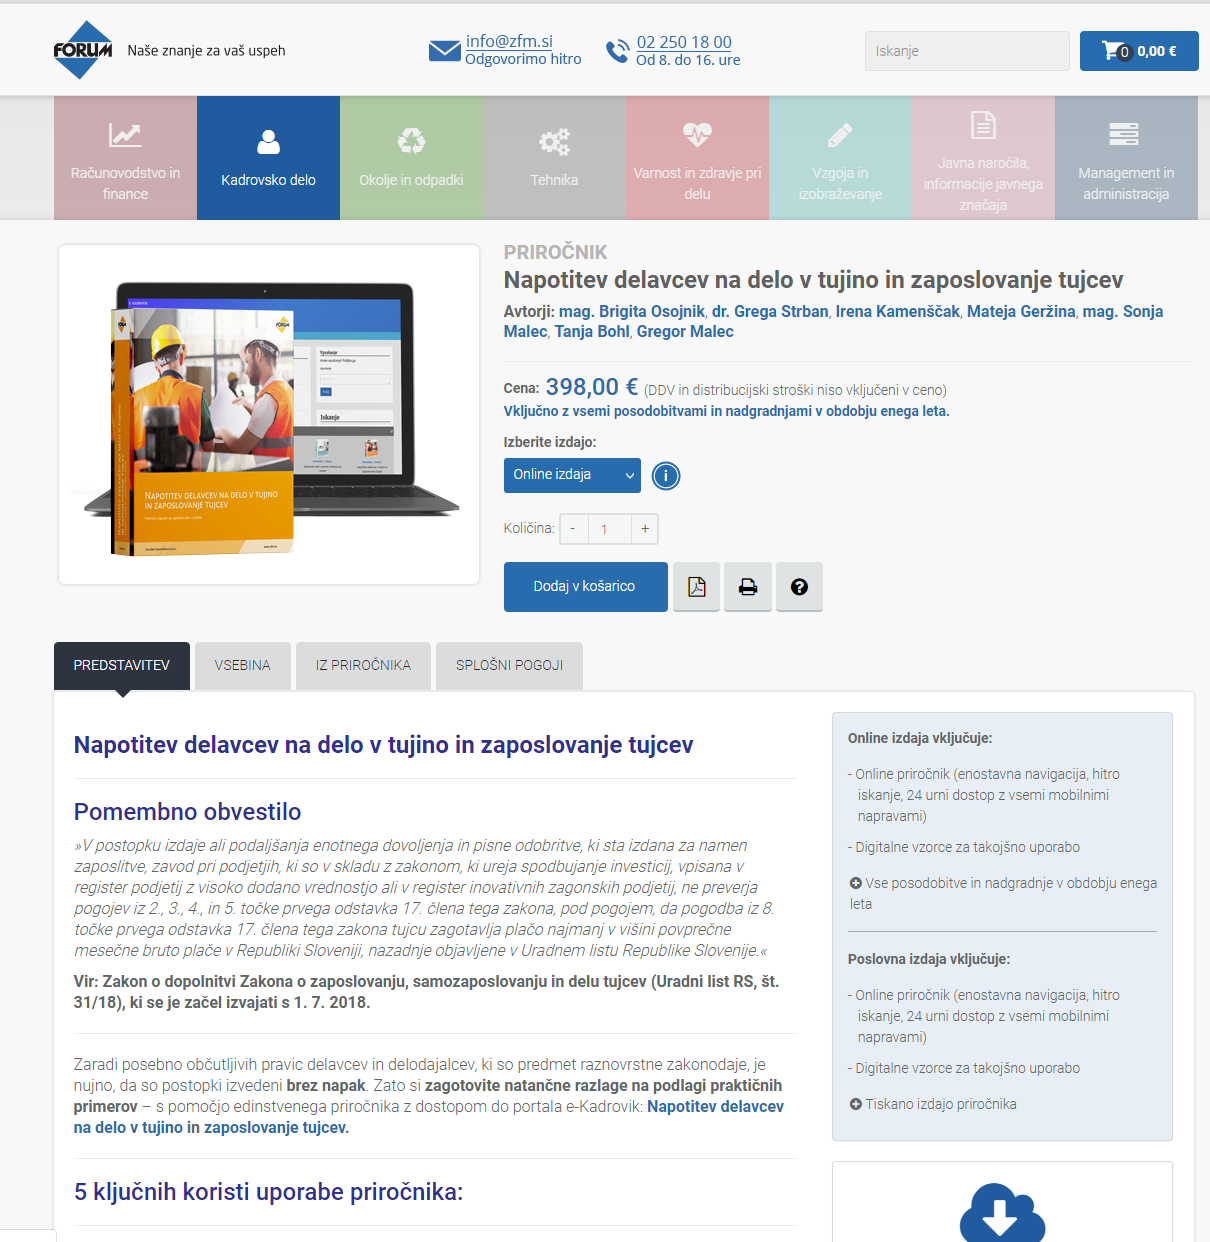 FORUM
Naše znanje za vaš uspeh
info@zfm.si
Odgovorimo hitro
02 250 18 00
Od 8. do 16. ure
Iskanje
0
0,00 €
Računovodstvo in
finance
Kadrovsko delo
Okolje in odpadki
Tehnika
Varnost in zdravje pri
delu
Vzgoja in
izobraževanje
Javna naročila,
informacije javnega
značaja
Management in
administracija
NAPOTITEV DELAVCEV NA DELO V TUJINO
IN ZAPOSLOVANJE TUJCEV
Vprašanje
Iskanje
PRIROČNIK
Napotitev delavcev na delo v tujino in zaposlovanje tujcev
Avtorji: mag. Brigita Osojnik, dr. Grega Strban, Irena Kamenščak, Mateja Geržina, mag. Sonja
Malec, Tanja Bohl, Gregor Malec
Cena: 398,00 € (DDV in distribucijski stroški niso vključeni v ceno)
Vključno z vsemi posodobitvami in nadgradnjami v obdobju enega leta.
Izberite izdajo:
Online izdaja
i
Količina: - 1 +
Dodaj v košarico
PREDSTAVITEV
VSEBINA
IZ PRIROČNIKA
SPLOŠNI POGOJI
Napotitev delavcev na delo v tujino in zaposlovanje tujcev
Pomembno obvestilo
»V postopku izdaje ali podaljšanja enotnega dovoljenja in pisne odobritve, ki sta izdana za namen
zaposlitve, zavod pri podjetjih, ki so v skladu z zakonom, ki ureja spodbujanje investicij, vpisana v
register podjetij z visoko dodano vrednostjo ali v register inovativnih zagonskih podjetij, ne preverja
pogojev iz 2., 3., 4., in 5. točke prvega odstavka 17. člena tega zakona, pod pogojem, da pogodba iz 8.
točke prvega odstavka 17. člena tega zakona tujcu zagotavlja plačo najmanj v višini povprečne
mesečne bruto plače v Republiki Sloveniji, nazadnje objavljene v Uradnem listu Republike Slovenije.«
Vir: Zakon o dopolnitvi Zakona o zaposlovanju, samozaposlovanju in delu tujcev (Uradni list RS, št.
31/18), ki se je začel izvajati s 1. 7. 2018.
Zaradi posebno občutljivih pravic delavcev in delodajalcev, ki so predmet raznovrstne zakonodaje, je
nujno, da so postopki izvedeni brez napak. Zato si zagotovite natančne razlage na podlagi praktičnih
primerov – s pomočjo edinstvenega priročnika z dostopom do portala e-Kadrovik: Napotitev delavcev
na delo v tujino in zaposlovanje tujcev.
5 ključnih koristi uporabe priročnika:
Online izdaja vključuje:
- Online priročnik (enostavna navigacija, hitro
iskanje, 24 urni dostop z vsemi mobilnimi
napravami)
- Digitalne vzorce za takojšno uporabo
Vse posodobitve in nadgradnje v obdobju enega
leta
Poslovna izdaja vključuje:
- Online priročnik (enostavna navigacija, hitro
iskanje, 24 urni dostop z vsemi mobilnimi
napravami)
- Digitalne vzorce za takojšno uporabo
Tiskano izdajo priročnika